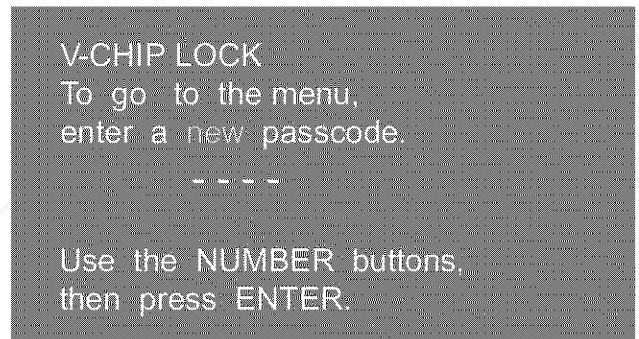 V-CHIP LOCK
To go to the menu,
enter a new passcode.
- - - -
Use the NUMBER buttons,
then press ENTER.